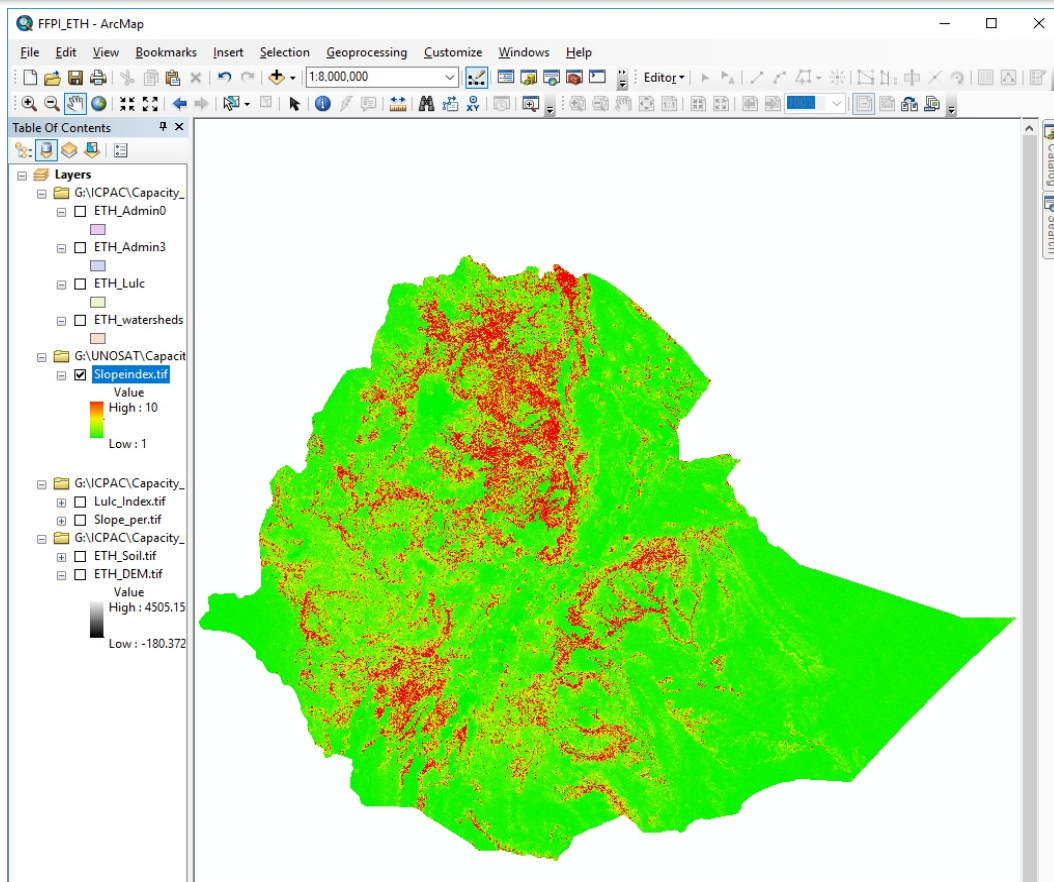 FFPI_ETH - ArcMap
File Edit View Bookmarks Insert Selection Geoprocessing Customize Windows Help
1:8,000,000
Editor
Table Of Contents
Layers
G:\ICPAC\Capacity_
ETH_Admin0
ETH_Admin3
ETH_Lulc
ETH_watersheds
G:\UNOSAT\Capacit
Slopeindex.tif
Value
High : 10
Low : 1
G:\ICPAC\Capacity_
Lulc_Index.tif
Slope_per.tif
G:\ICPAC\Capacity_
ETH_Soil.tif
ETH_DEM.tif
Value
High : 4505.15
Low : -180.372
Catalog
Search